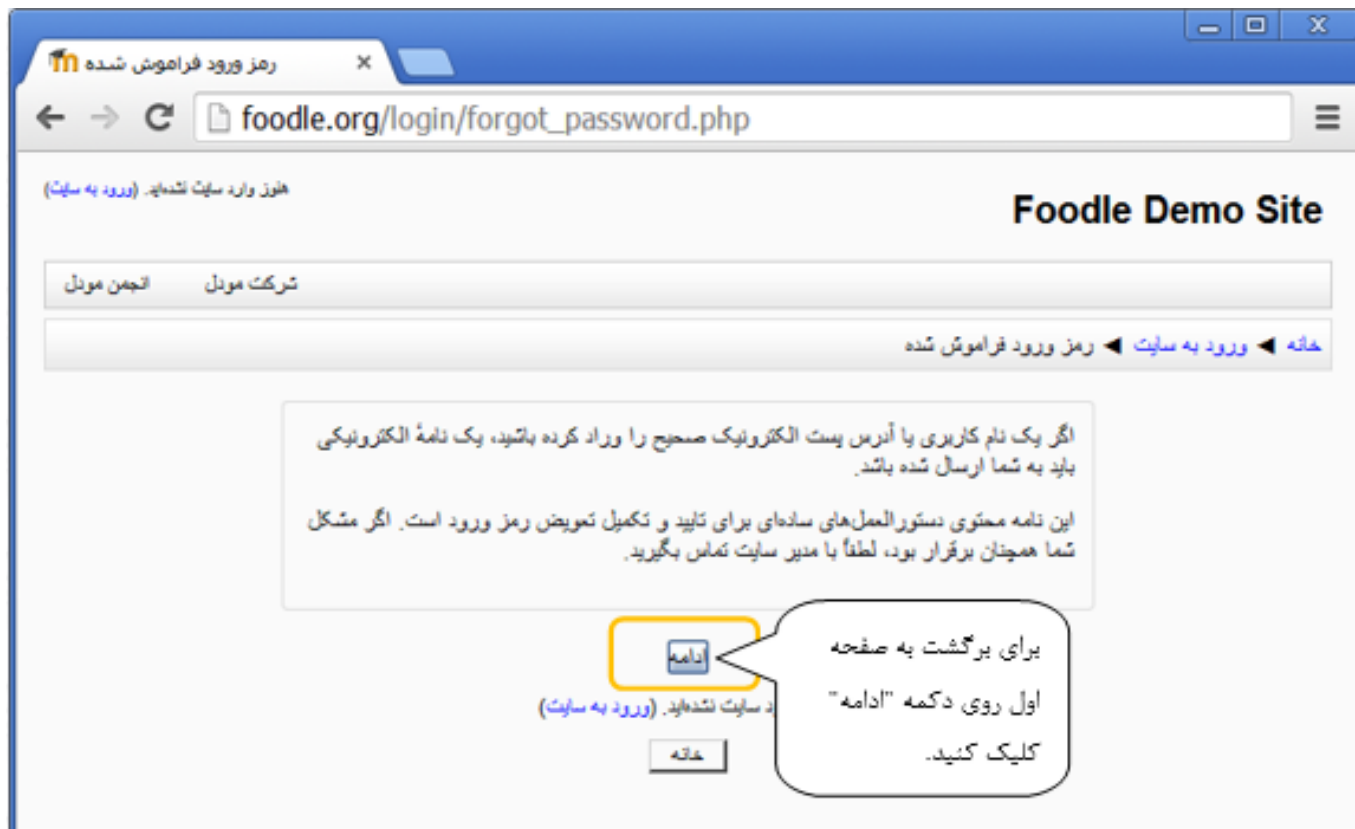 رمز ورود فراموش شده
foodle.org/login/forgot_password.php
هنوز وارد سایت نشده‌اید. (ورود به سایت)
Foodle Demo Site
شرکت مودل انجمن مودل
خانه ◄ ورود به سایت ◄ رمز ورود فراموش شده
اگر یک نام کاربری یا آدرس پست الکترونیک صحیح را وراد کرده باشید، یک نامهٔ الکترونیکی
باید به شما ارسال شده باشد.
این نامه محتوی دستورالعمل‌های ساده‌ای برای تایید و تکمیل تعویض رمز ورود است. اگر مشکل
شما همچنان برقرار بود، لطفاً با مدیر سایت تماس بگیرید.
ادامه
برای برگشت به صفحه
اول روی دکمه "ادامه"
کلیک کنید.
سایت نشده‌اید. (ورود به سایت)
خانه